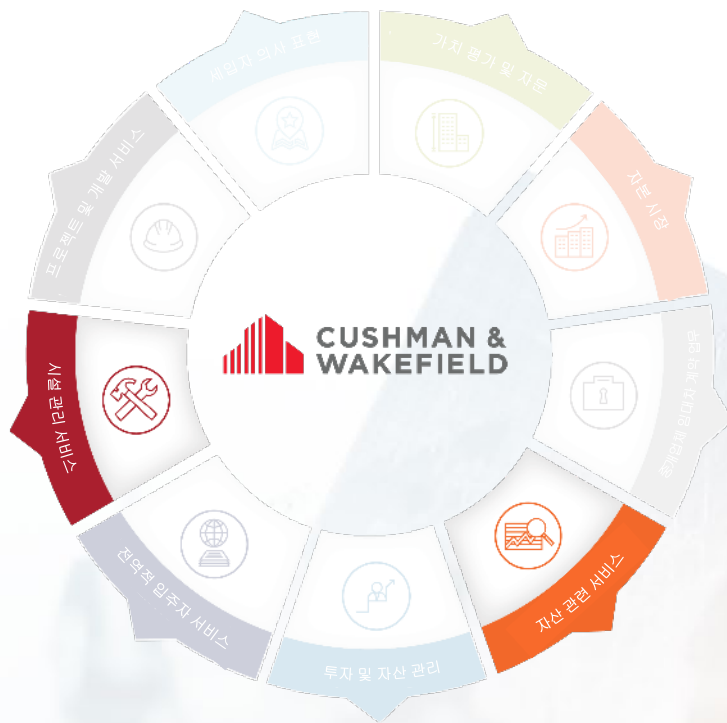 세입자 의사 표현
가치 평가 및 자문
자본 시장
자산 관련 서비스
투자 및 자산 관리
전역적 입주자 서비스
시설 관리 서비스
프로젝트 및 개발 서비스
CUSHMAN &
WAKEFIELD